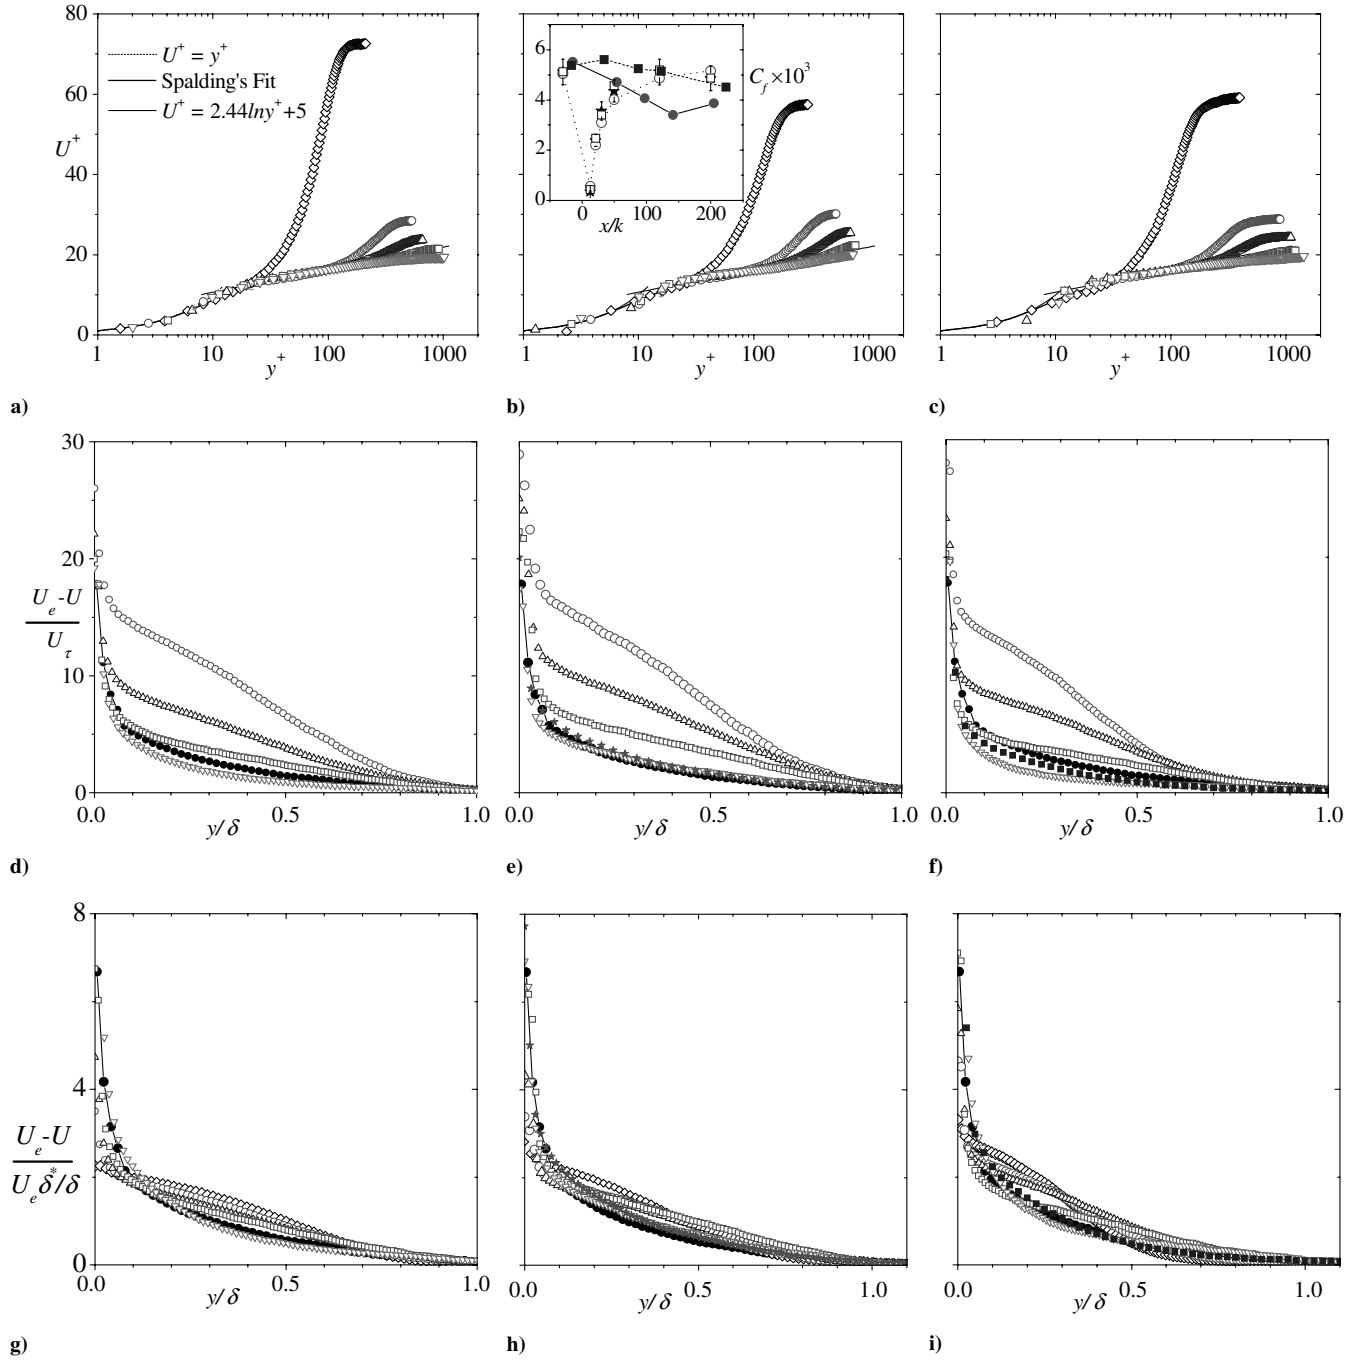 80
60
40
20
0
U⁺
U⁺ = y⁺
Spalding's Fit
U⁺ = 2.44lny⁺+5
1 10 100 1000
y⁺
a)
6
4
2
0
0 100 200
x/k
C_f×10³
1 10 100 1000
y⁺
b)
1 10 100 1000
y⁺
c)
30
20
10
0
U_e-U
U_τ
0.0 0.5 1.0
y/δ
d)
0.0 0.5 1.0
y/δ
e)
0.0 0.5 1.0
y/δ
f)
8
4
0
U_e-U
U_e δ*/δ
0.0 0.5 1.0
y/δ
g)
0.0 0.5 1.0
y/δ
h)
0.0 0.5 1.0
y/δ
i)